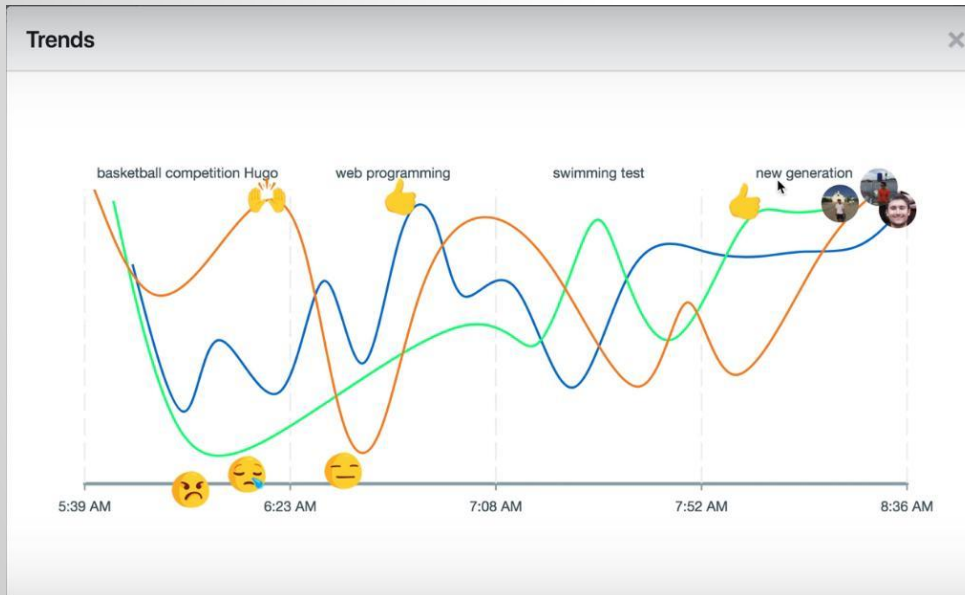 Trends
basketball competition Hugo web programming swimming test new generation
5:39 AM 6:23 AM 7:08 AM 7:52 AM 8:36 AM